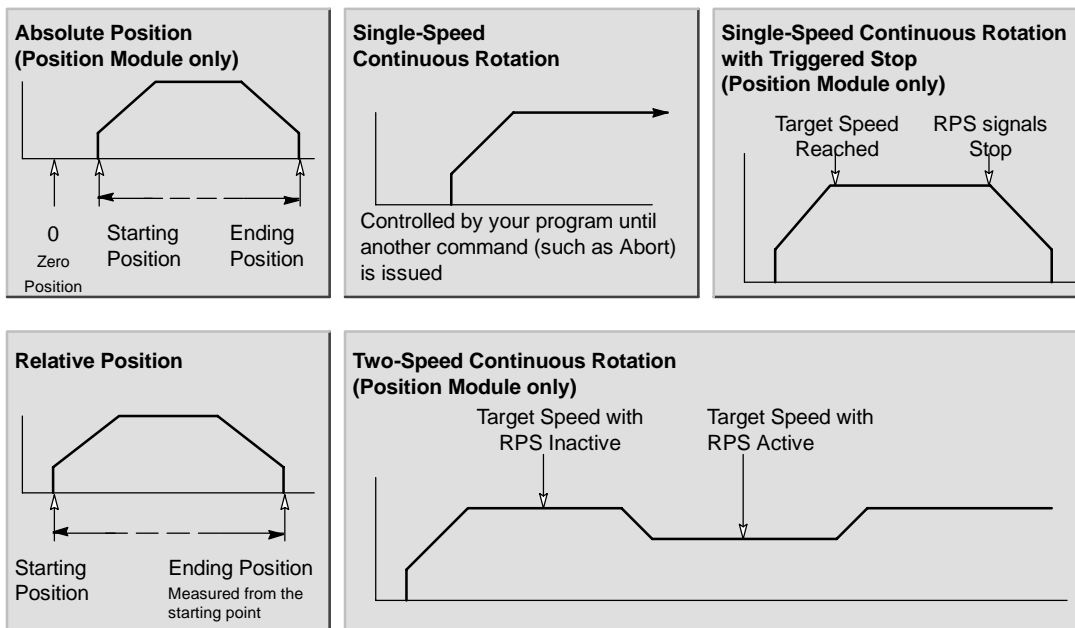 Absolute Position
(Position Module only)
0
Zero
Position
Starting
Position
Ending
Position
Single-Speed
Continuous Rotation
Controlled by your program until
another command (such as Abort)
is issued
Single-Speed Continuous Rotation
with Triggered Stop
(Position Module only)
Target Speed
Reached
RPS signals
Stop
Relative Position
Starting
Position
Ending Position
Measured from the
starting point
Two-Speed Continuous Rotation
(Position Module only)
Target Speed with
RPS Inactive
Target Speed with
RPS Active